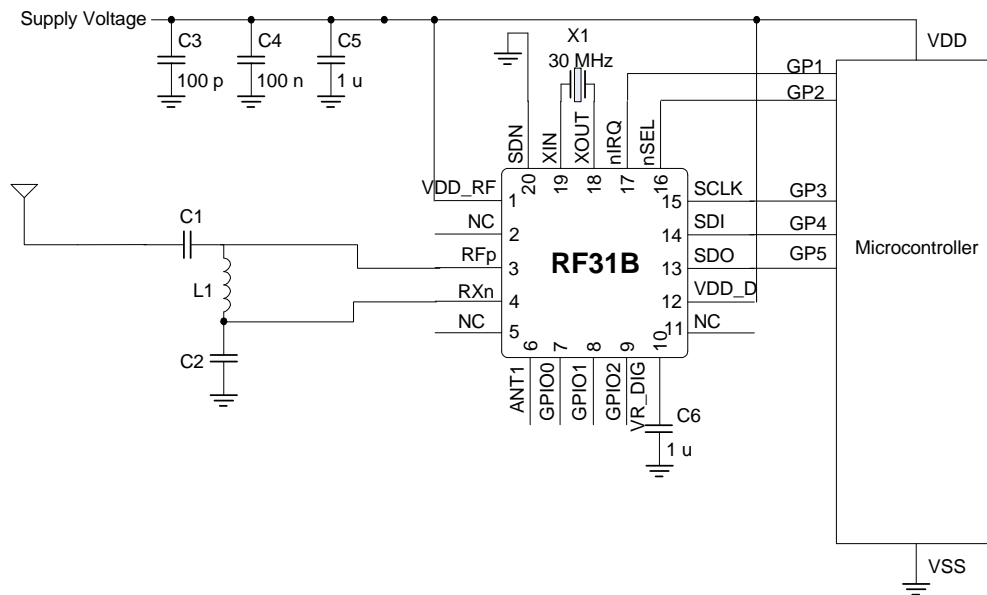 Supply Voltage
C3
100 p
C4
100 n
C5
1 u
X1
30 MHz
VDD
GP1
GP2
SDN
XIN
XOUT
nIRQ
nSEL
20
19
18
17
16
VDD_RF
1
15
SCLK
GP3
NC
2
14
SDI
GP4
C1
RFp
3
RF31B
13
SDO
GP5
Microcontroller
L1
RXn
4
12
VDD_D
NC
5
11
NC
C2
6
7
8
9
10
ANT1
GPIO0
GPIO1
GPIO2
VR_DIG
C6
1 u
VSS